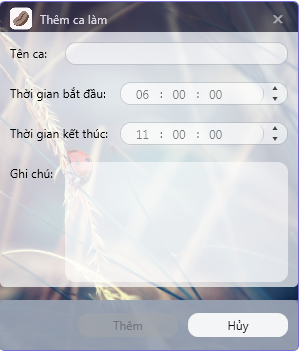 Thêm ca làm
Tên ca:
Thời gian bắt đầu: 06 : 00 : 00
Thời gian kết thúc: 11 : 00 : 00
Ghi chú:
Thêm Hủy